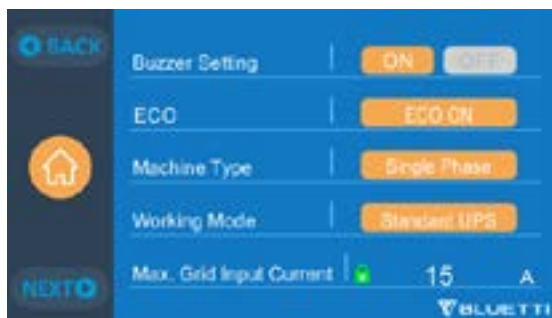 BACK
Buzzer Setting ON OFF
ECO ECO ON
Machine Type Single Phase
Working Mode Standard UPS
Max. Grid Input Current 15 A
NEXT
BLUETTI